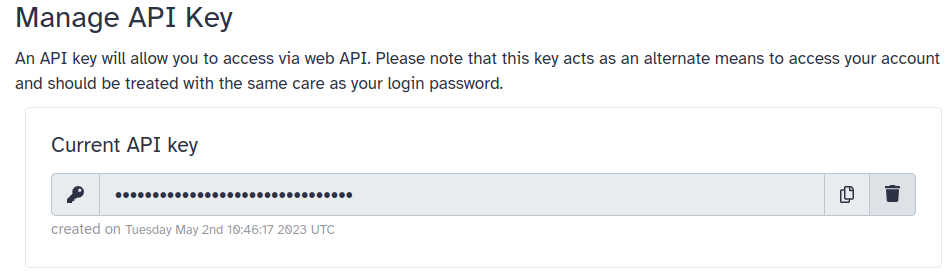 Manage API Key
An API key will allow you to access via web API. Please note that this key acts as an alternate means to access your account
and should be treated with the same care as your login password.
Current API key
••••••••••••••••••••••••••••••••
created on Tuesday May 2nd 10:46:17 2023 UTC